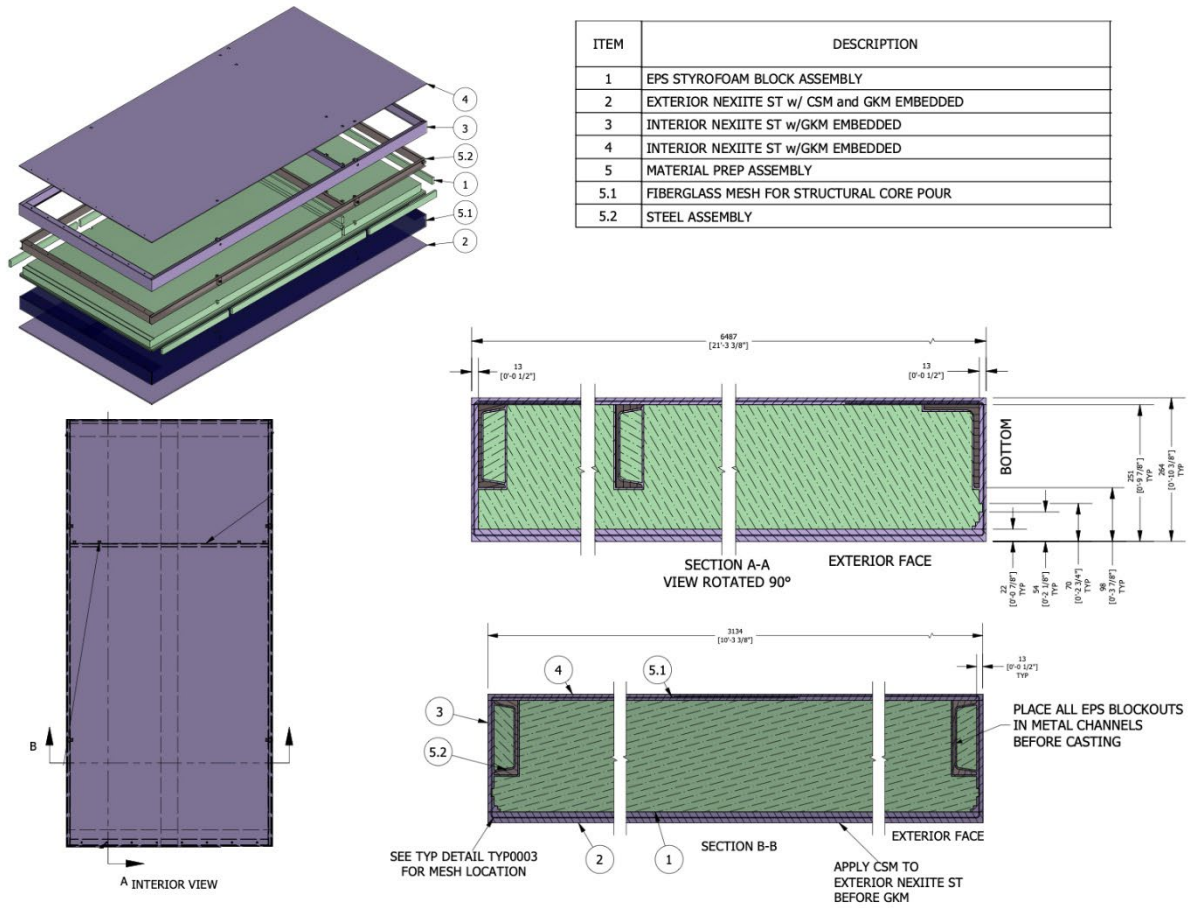 4
3
5.2
1
5.1
2
ITEM DESCRIPTION
1 EPS STYROFOAM BLOCK ASSEMBLY
2 EXTERIOR NEXIITE ST w/ CSM and GKM EMBEDDED
3 INTERIOR NEXIITE ST w/GKM EMBEDDED
4 INTERIOR NEXIITE ST w/GKM EMBEDDED
5 MATERIAL PREP ASSEMBLY
5.1 FIBERGLASS MESH FOR STRUCTURAL CORE POUR
5.2 STEEL ASSEMBLY
6487
[21'-3 3/8"]
13
[0'-0 1/2"]
13
[0'-0 1/2"]
BOTTOM
251
[0'-9 7/8"]
TYP
264
[0'-10 3/8"]
TYP
SECTION A-A
VIEW ROTATED 90°
EXTERIOR FACE
22
[0'-0 7/8"]
TYP
54
[0'-2 1/8"]
TYP
70
[0'-2 3/4"]
TYP
98
[0'-3 7/8"]
TYP
3134
[10'-3 3/8"]
13
[0'-0 1/2"]
TYP
4
5.1
3
5.2
PLACE ALL EPS BLOCKOUTS
IN METAL CHANNELS
BEFORE CASTING
SEE TYP DETAIL TYP0003
FOR MESH LOCATION
2
1
SECTION B-B
EXTERIOR FACE
APPLY CSM TO
EXTERIOR NEXIITE ST
BEFORE GKM
B
A INTERIOR VIEW